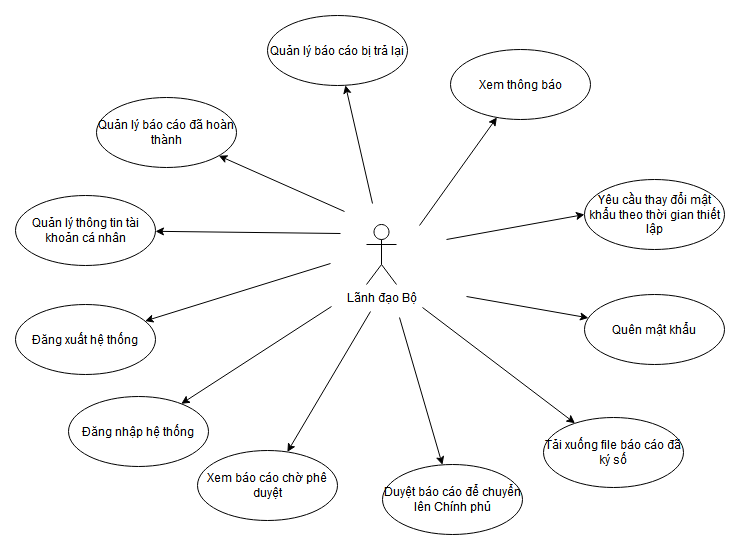 Quản lý báo cáo bị trả lại
Xem thông báo
Quản lý báo cáo đã hoàn
thành
Yêu cầu thay đổi mật
khẩu theo thời gian thiết
lập
Quản lý thông tin tài
khoản cá nhân
Lãnh đạo Bộ
Đăng xuất hệ thống
Quên mật khẩu
Đăng nhập hệ thống
Tải xuống file báo cáo đã
ký số
Xem báo cáo chờ phê
duyệt
Duyệt báo cáo để chuyển
lên Chính phủ